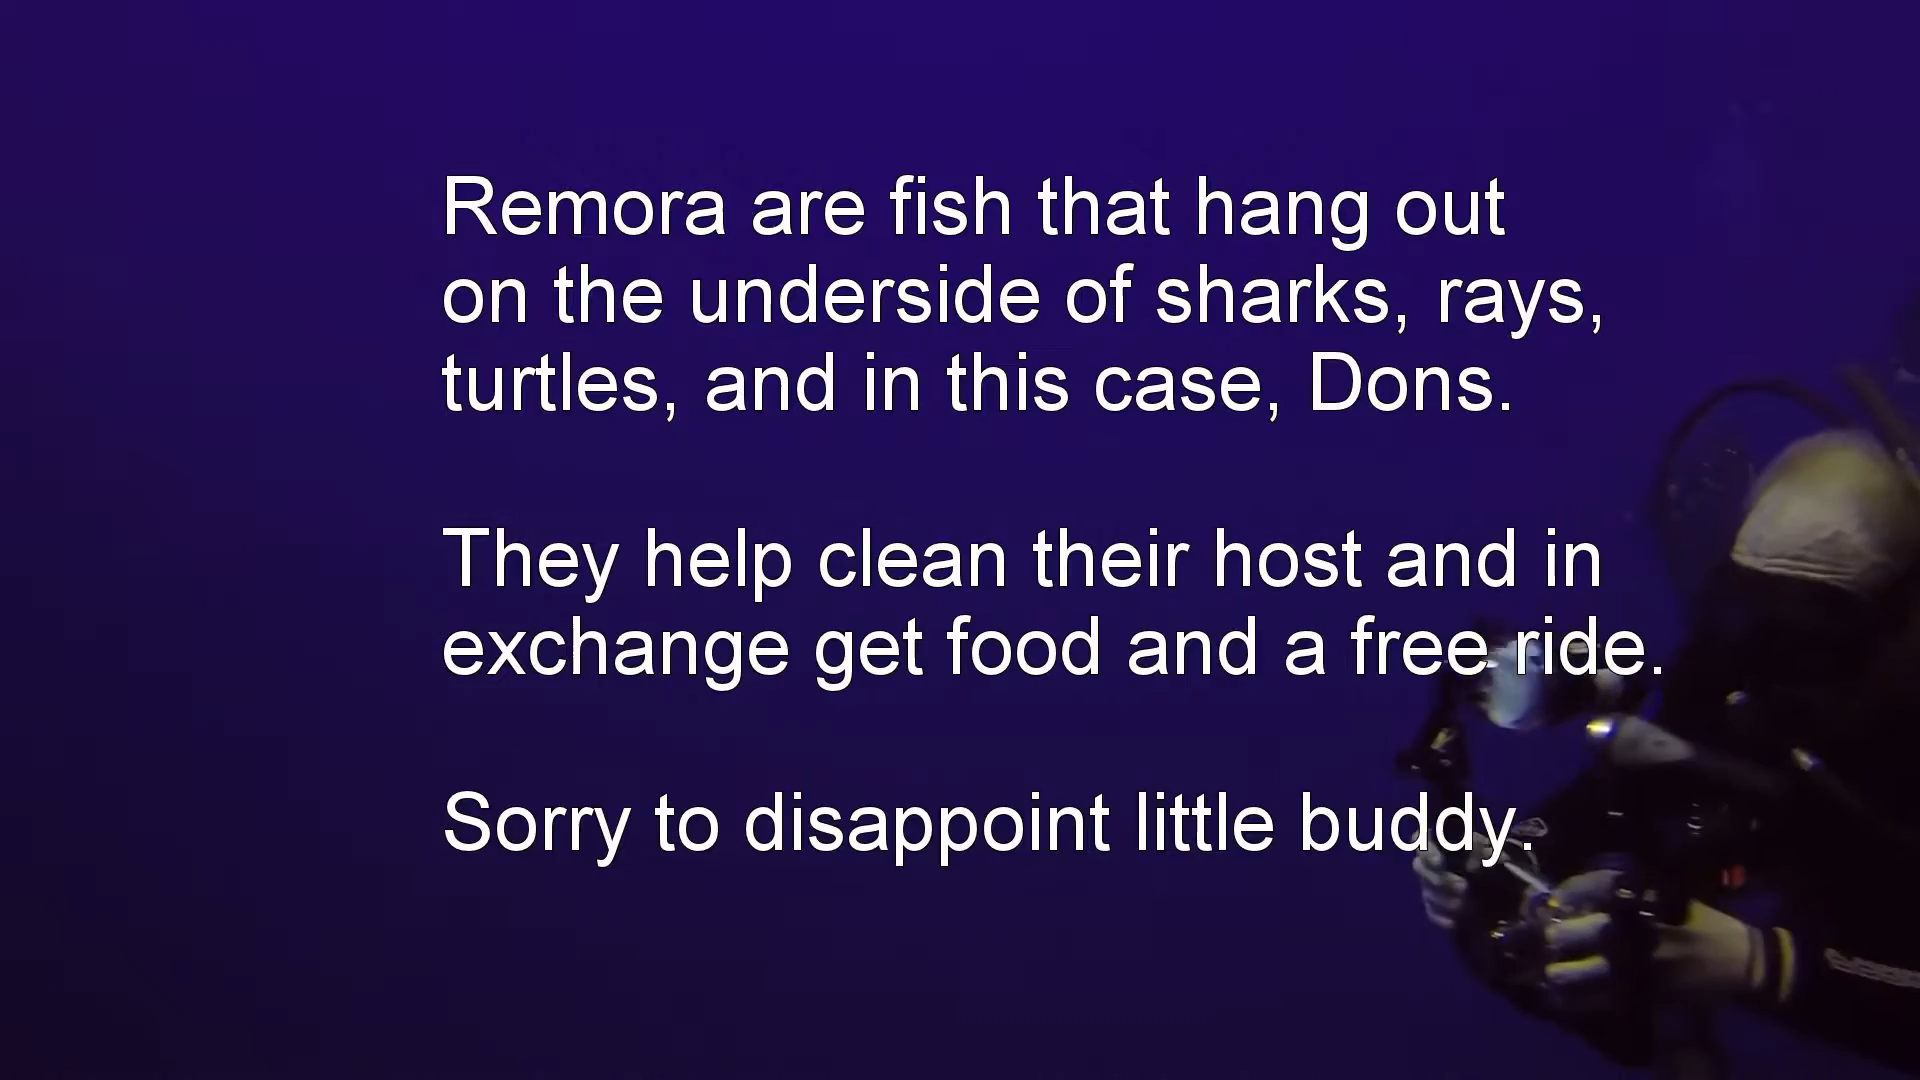 Remora are fish that hang out
on the underside of sharks, rays,
turtles, and in this case, Dons.
They help clean their host and in
exchange get food and a free ride.
Sorry to disappoint little buddy.